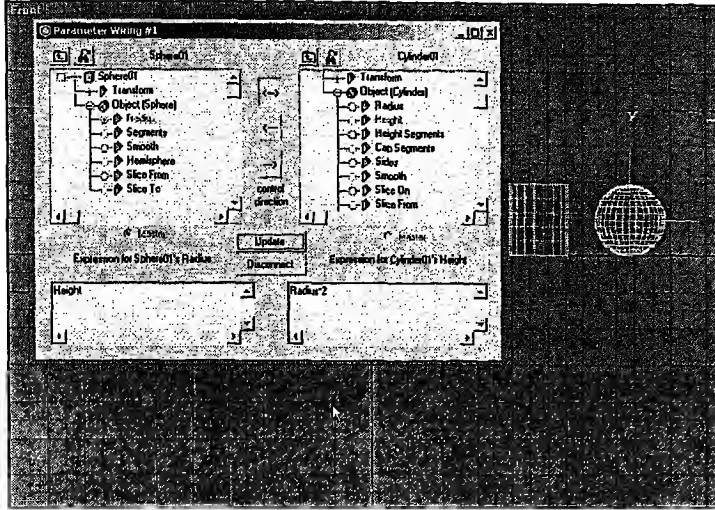 Front
Parameter Wiring #1
Sphere01
Cylinder01
Sphere01
Transform
Object (Sphere)
Radius
Segments
Smooth
Hemisphere
Slice From
Slice To
control
direction
Transform
Object (Cylinder)
Radius
Height
Height Segments
Cap Segments
Sides
Smooth
Slice On
Slice From
Master
Update
Master
Expression for Sphere01's Radius
Disconnect
Expression for Cylinder01's Height
Height
Radius*2
Y